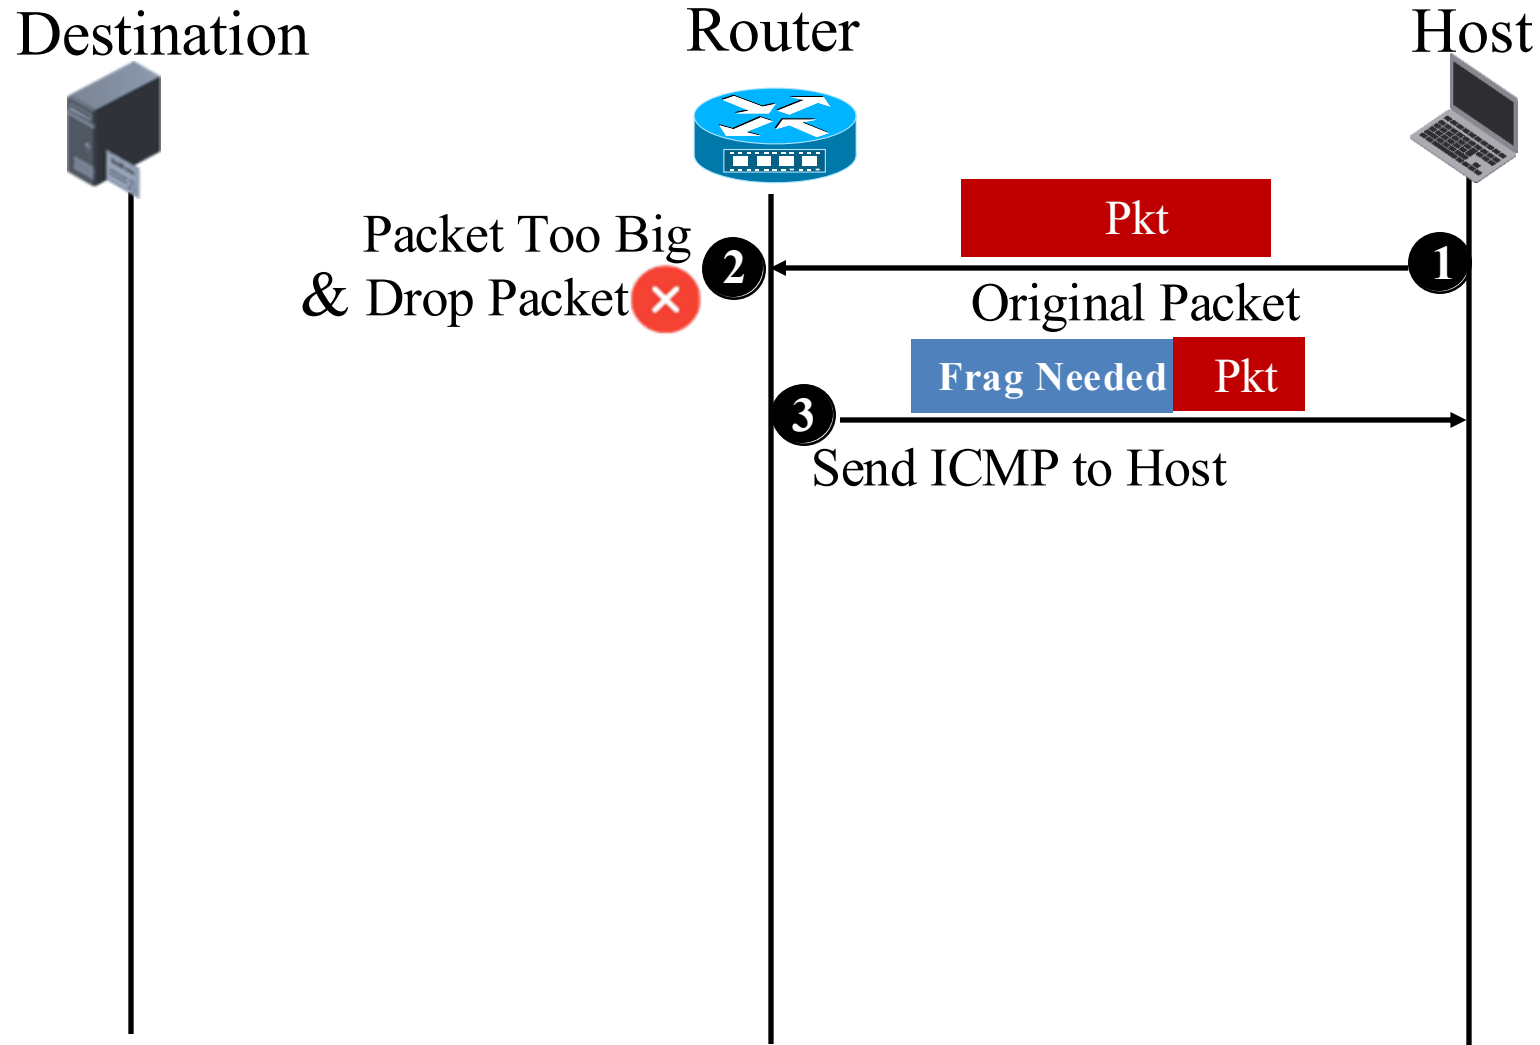 Destination
Router
Host
Pkt
Packet Too Big
2
1
& Drop Packet
Original Packet
Frag Needed
Pkt
3
Send ICMP to Host